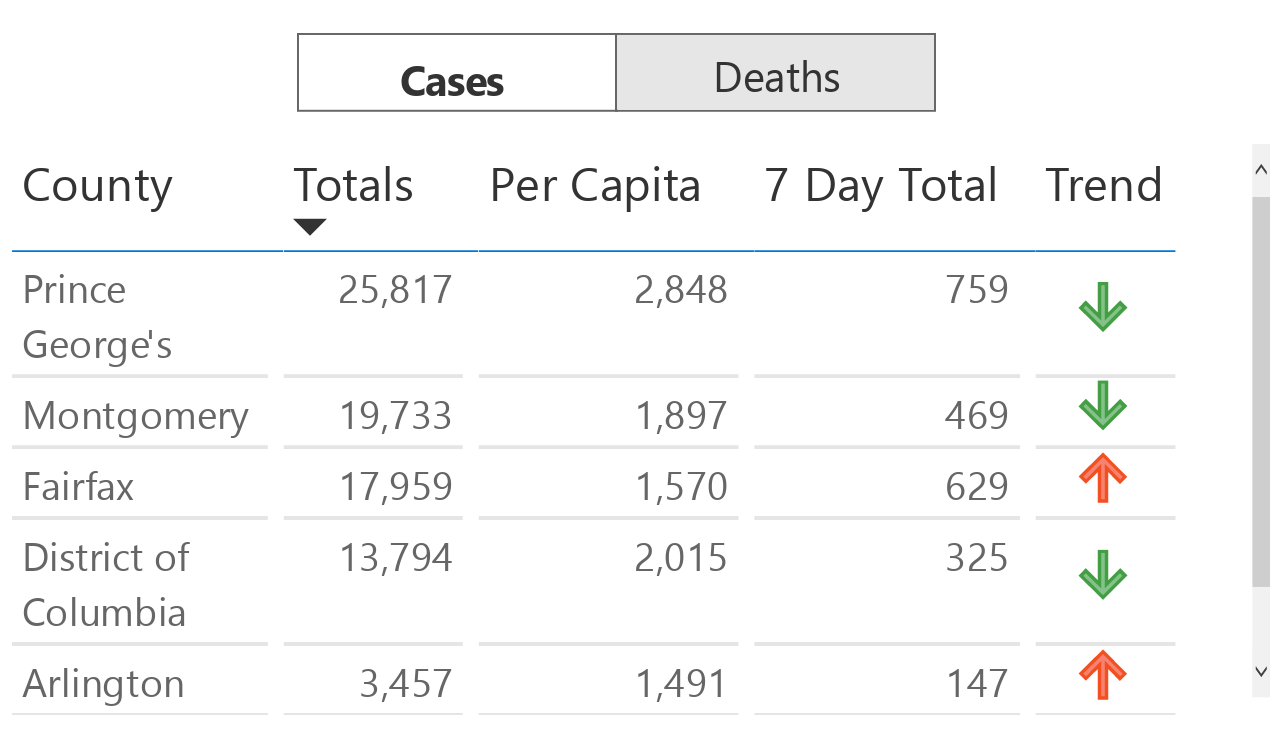 Cases Deaths
County Totals Per Capita 7 Day Total Trend
Prince 25,817 2,848 759
George's
Montgomery 19,733 1,897 469
Fairfax 17,959 1,570 629
District of 13,794 2,015 325
Columbia
Arlington 3,457 1,491 147